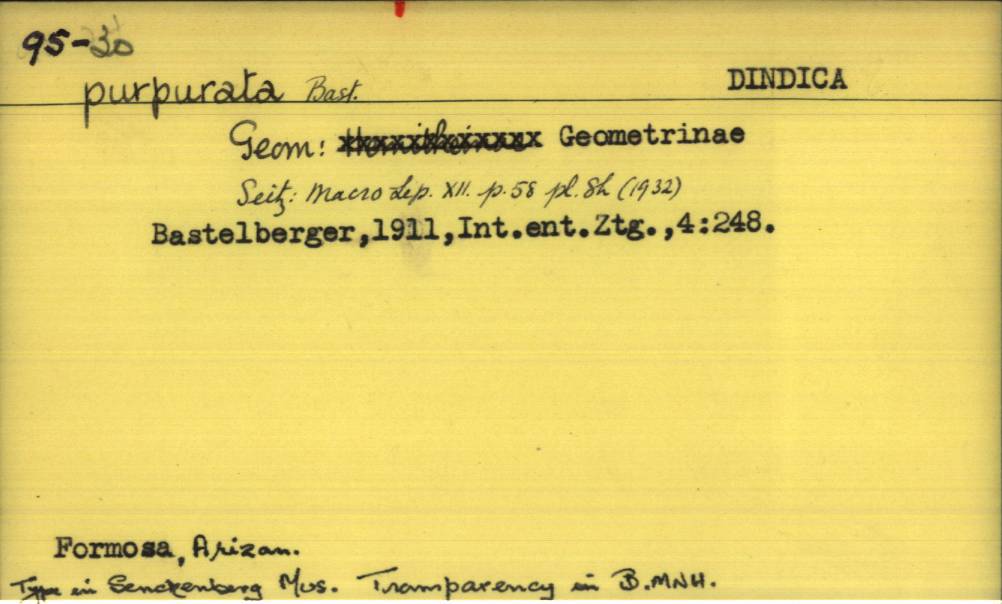 95-30
purpurata Bast. DINDICA
Geom: Geometrinae
Seitz: Macro Lep. XII. p.58 pl. 8h (1932)
Bastelberger,1911,Int.ent.Ztg.,4:248.
Formosa, Arizan.
Type in Senckenberg Mus. Transparency in B.MNH.